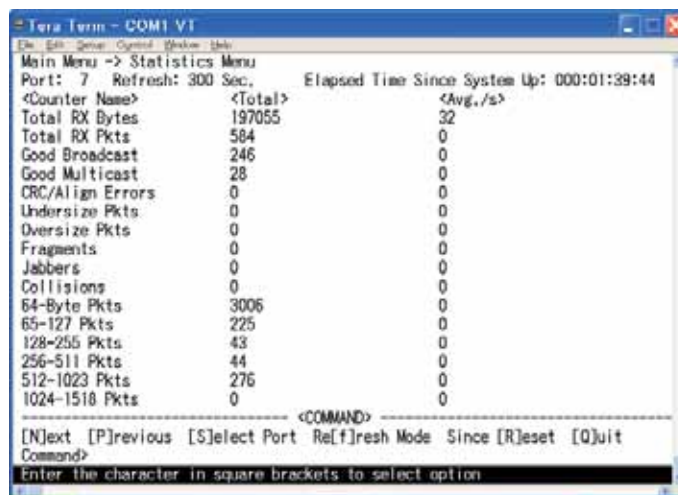 Tera Term - COM1 VT
File Edit Setup Control Window Help
Main Menu -> Statistics Menu
Port: 7 Refresh: 300 Sec. Elapsed Time Since System Up: 000:01:39:44
<Counter Name> <Total> <Avg./s>
Total RX Bytes 197055 32
Total RX Pkts 584 0
Good Broadcast 246 0
Good Multicast 28 0
CRC/Align Errors 0 0
Undersize Pkts 0 0
Oversize Pkts 0 0
Fragments 0 0
Jabbers 0 0
Collisions 0 0
64-Byte Pkts 3006 0
65-127 Pkts 225 0
128-255 Pkts 43 0
256-511 Pkts 44 0
512-1023 Pkts 276 0
1024-1518 Pkts 0 0
<COMMAND>
[N]ext [P]revious [S]elect Port Re[f]resh Mode Since [R]eset [Q]uit
Command>
Enter the character in square brackets to select option